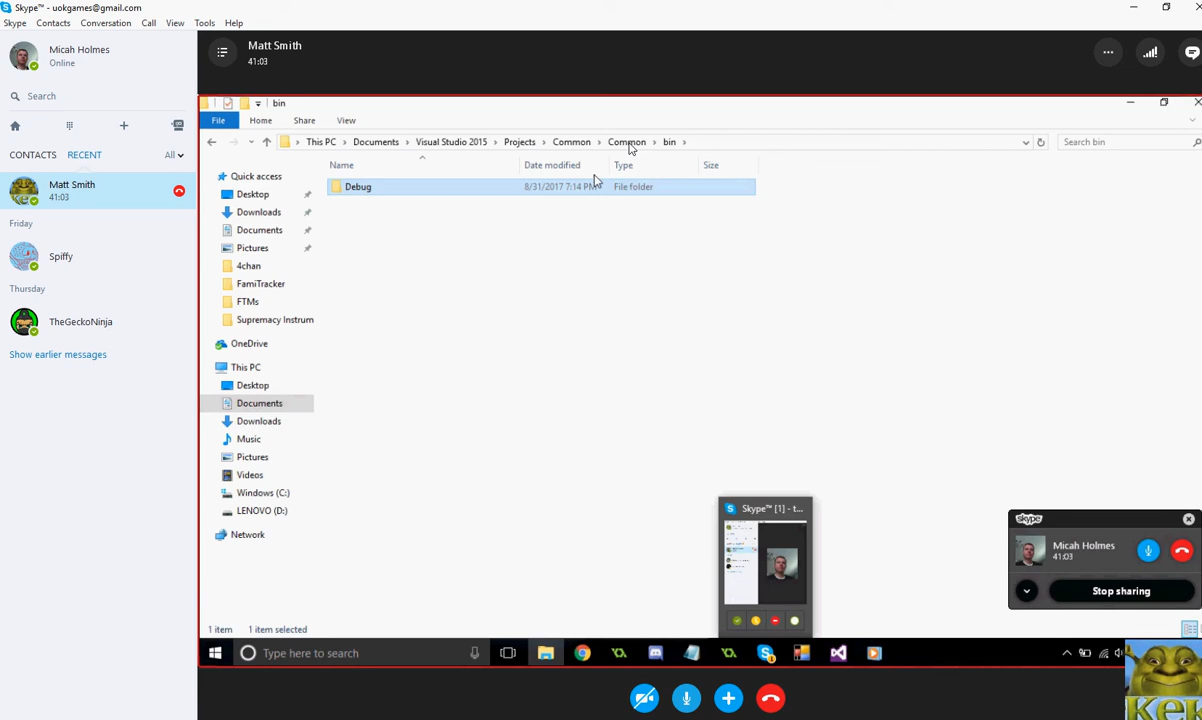 Skype™ - uokgames@gmail.com
Skype Contacts Conversation Call View Tools Help
Micah Holmes
Online
Search
CONTACTS RECENT All
Matt Smith
41:03
Friday
Spiffy
Thursday
TheGeckoNinja
Show earlier messages
Matt Smith
41:03
bin
File Home Share View
This PC Documents Visual Studio 2015 Projects Common Common bin
Search bin
Name Date modified Type Size
Debug 8/31/2017 7:14 PM File folder
Quick access
Desktop
Downloads
Documents
Pictures
4chan
FamiTracker
FTMs
Supremacy Instrum
OneDrive
This PC
Desktop
Documents
Downloads
Music
Pictures
Videos
Windows (C:)
LENOVO (D:)
Network
Skype™ [1] - t...
skype
Micah Holmes
41:03
Stop sharing
1 item 1 item selected
Type here to search